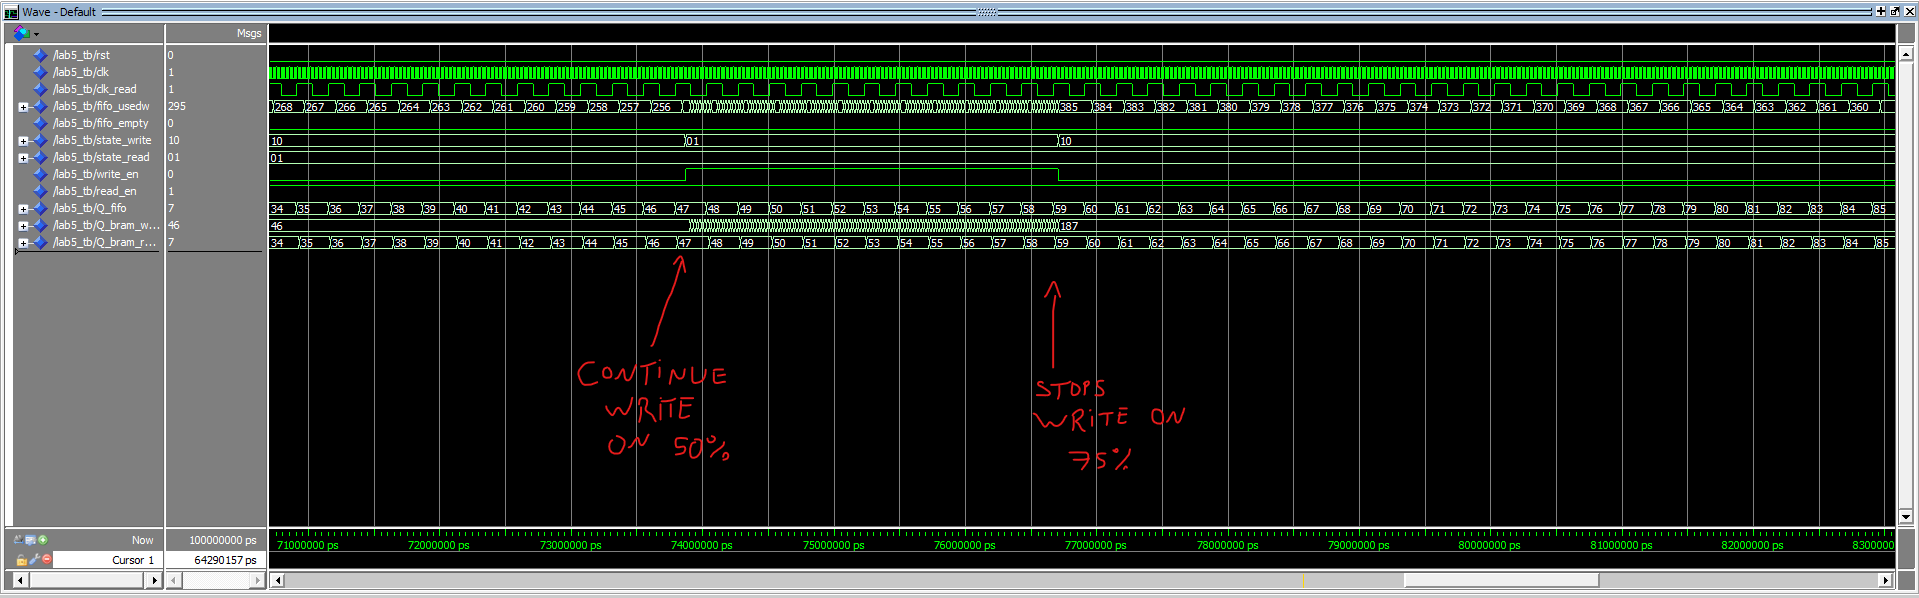 Wave - Default
Msgs
/lab5_tb/rst 0
/lab5_tb/clk 1
/lab5_tb/clk_read 1
/lab5_tb/fifo_usedw 295 268 267 266 265 264 263 262 261 260 259 258 257 256 385 384 383 382 381 380 379 378 377 376 375 374 373 372 371 370 369 368 367 366 365 364 363 362 361 360
/lab5_tb/fifo_empty 0
/lab5_tb/state_write 10 10 01 10
/lab5_tb/state_read 01 01
/lab5_tb/write_en 0
/lab5_tb/read_en 1
/lab5_tb/Q_fifo 7 34 35 36 37 38 39 40 41 42 43 44 45 46 47 48 49 50 51 52 53 54 55 56 57 58 59 60 61 62 63 64 65 66 67 68 69 70 71 72 73 74 75 76 77 78 79 80 81 82 83 84 85
/lab5_tb/Q_bram_w... 46 46 187
/lab5_tb/Q_bram_r... 7 34 35 36 37 38 39 40 41 42 43 44 45 46 47 48 49 50 51 52 53 54 55 56 57 58 59 60 61 62 63 64 65 66 67 68 69 70 71 72 73 74 75 76 77 78 79 80 81 82 83 84 85
CONTINUE
WRITE
ON 50%
STOPS
WRITE ON
75%
Now 100000000 ps
71000000 ps 72000000 ps 73000000 ps 74000000 ps 75000000 ps 76000000 ps 77000000 ps 78000000 ps 79000000 ps 80000000 ps 81000000 ps 82000000 ps 8300000
Cursor 1 64290157 ps